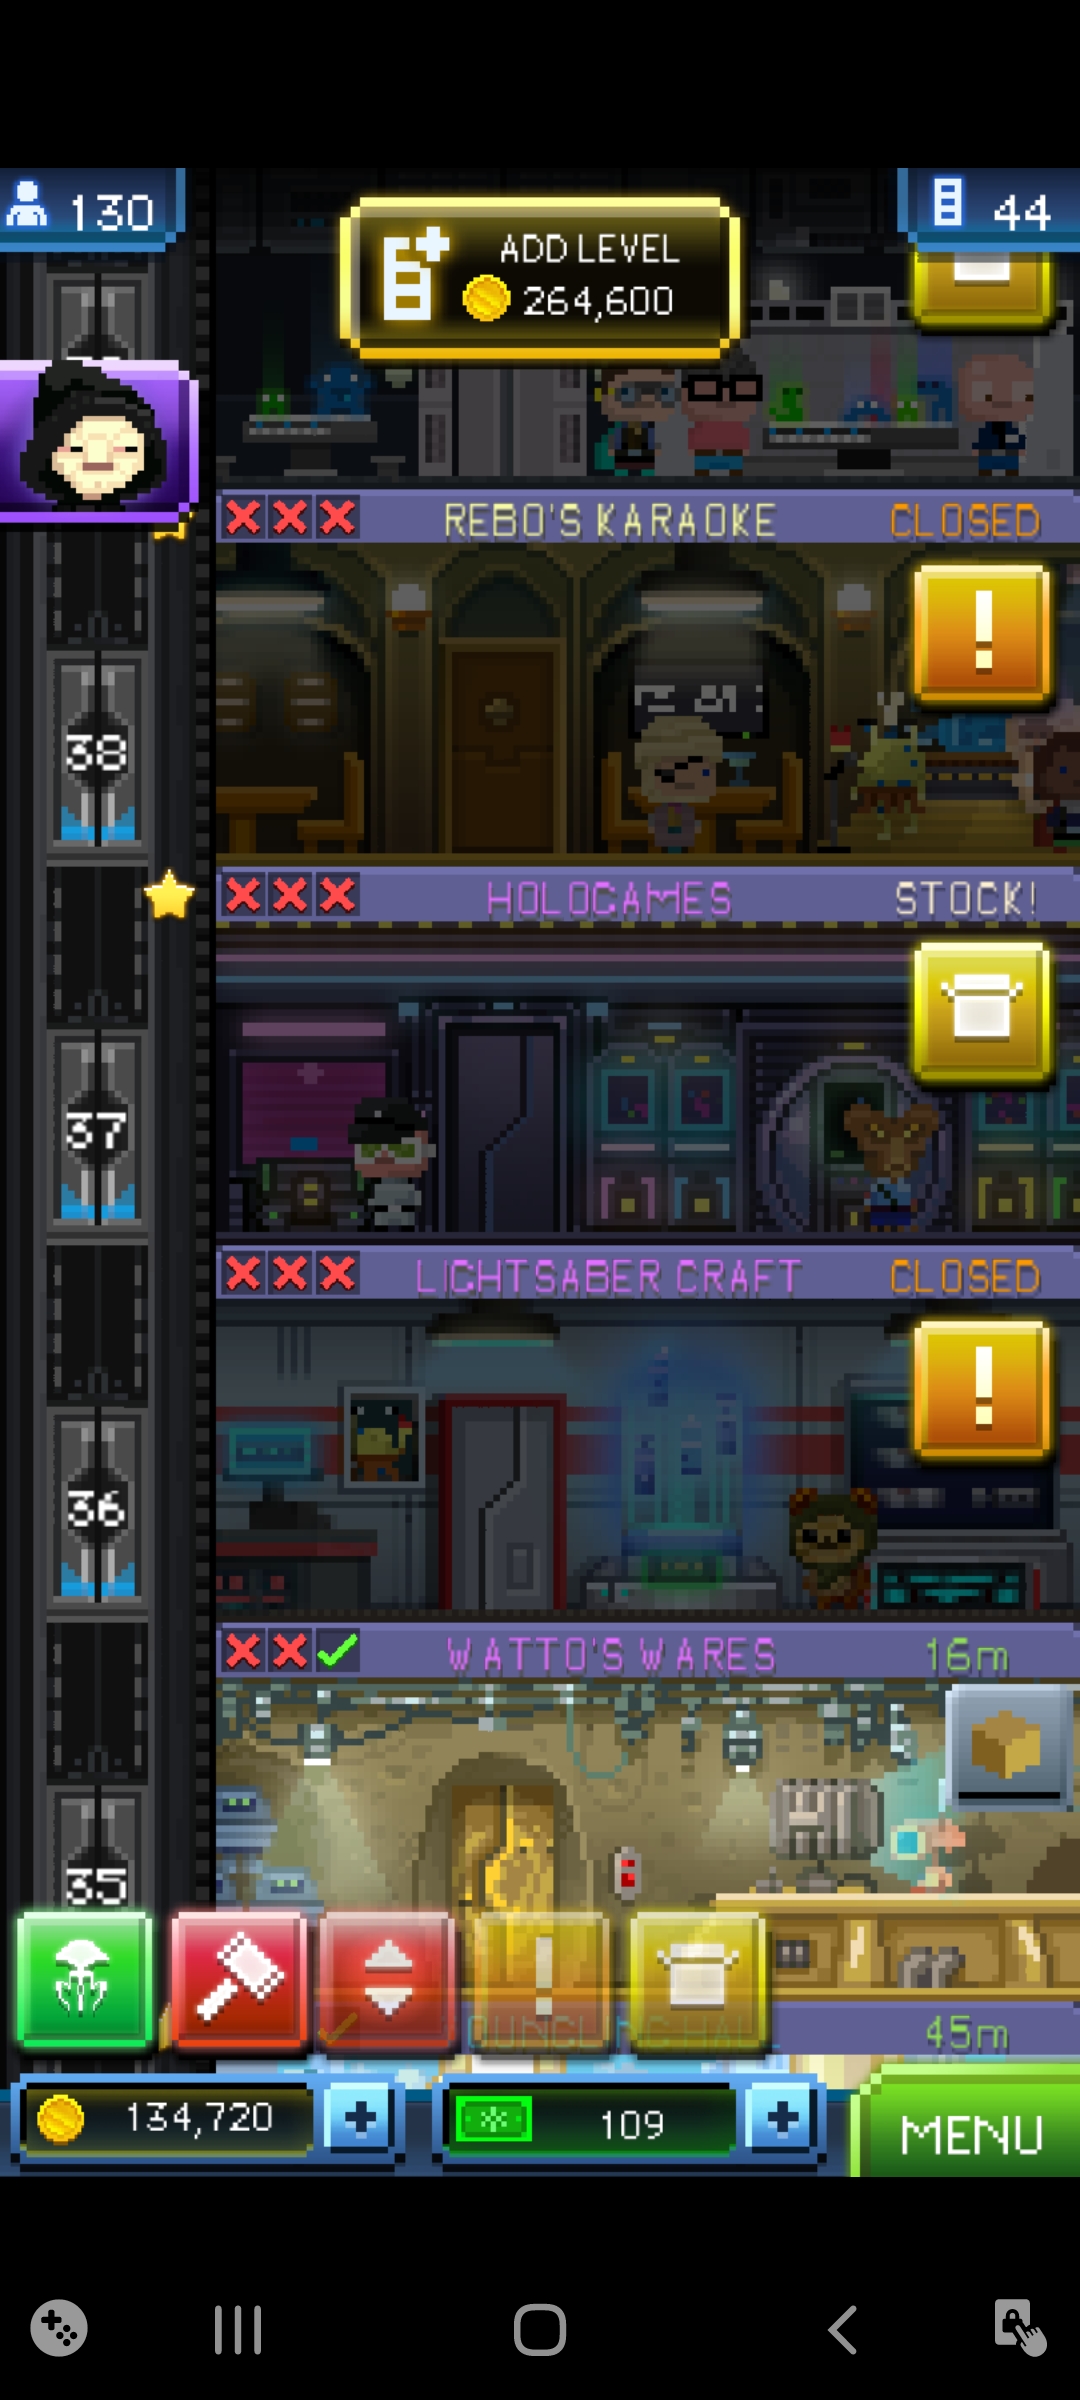 130
ADD LEVEL
264,600
44
REBO'S KARAOKE
CLOSED
38
HOLOGAMES
STOCK!
37
LIGHTSABER CRAFT
CLOSED
36
WATTO'S WARES
16m
35
45m
134,720
109
MENU